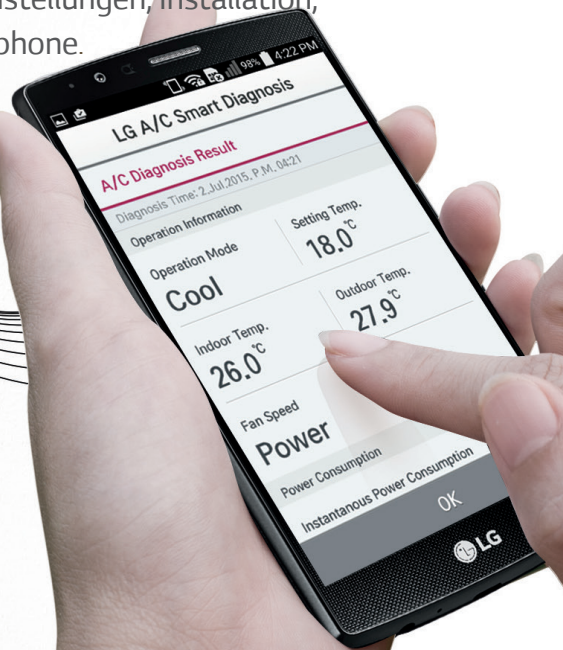 stellungen, Installation,
phone.
98% 4:22 PM
LG A/C Smart Diagnosis
A/C Diagnosis Result
Diagnosis Time: 2.Jul.2015, P.M. 04:21
Operation Information
Operation Mode Setting Temp.
Cool 18.0°C
Indoor Temp. Outdoor Temp.
26.0°C 27.9°C
Fan Speed
Power
Power Consumption
Instantanous Power Consumption
OK
LG